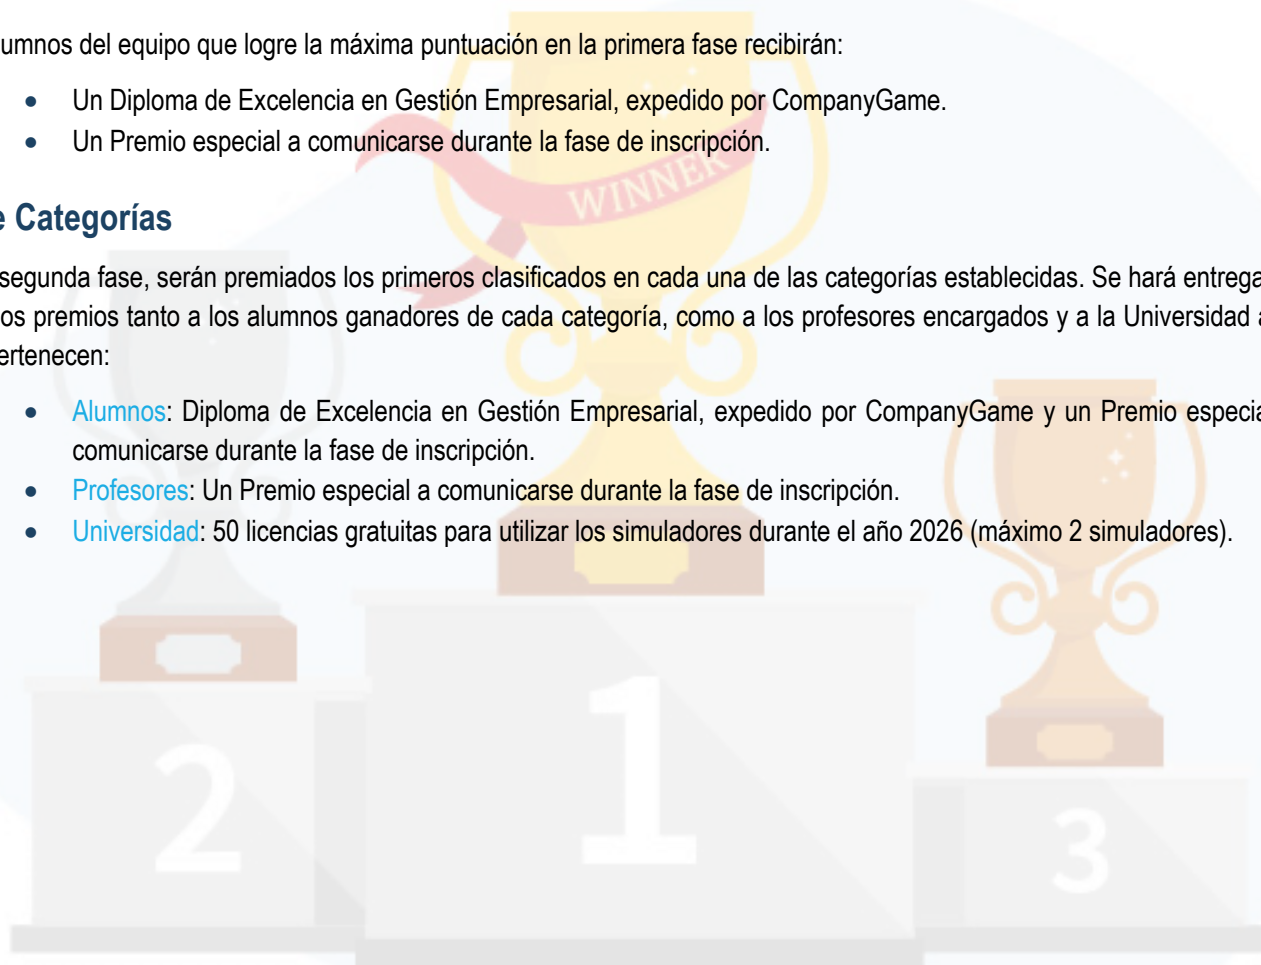 umnos del equipo que logre la máxima puntuación en la primera fase recibirán:
• Un Diploma de Excelencia en Gestión Empresarial, expedido por CompanyGame.
• Un Premio especial a comunicarse durante la fase de inscripción.
WINNER
e Categorías
segunda fase, serán premiados los primeros clasificados en cada una de las categorías establecidas. Se hará entrega
os premios tanto a los alumnos ganadores de cada categoría, como a los profesores encargados y a la Universidad a
ertenecen:
• Alumnos: Diploma de Excelencia en Gestión Empresarial, expedido por CompanyGame y un Premio especia
comunicarse durante la fase de inscripción.
• Profesores: Un Premio especial a comunicarse durante la fase de inscripción.
• Universidad: 50 licencias gratuitas para utilizar los simuladores durante el año 2026 (máximo 2 simuladores).
1
2
3